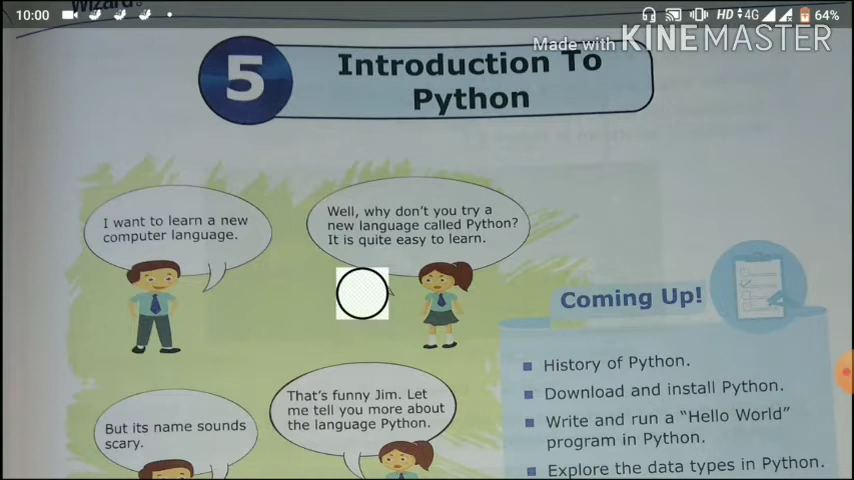 10:00
HD 4G
64%
Wizard
Made with KINEMASTER
5
Introduction To
Python
I want to learn a new
computer language.
Well, why don't you try a
new language called Python?
It is quite easy to learn.
Coming Up!
History of Python.
Download and install Python.
Write and run a "Hello World"
program in Python.
Explore the data types in Python.
But its name sounds
scary.
That's funny Jim. Let
me tell you more about
the language Python.